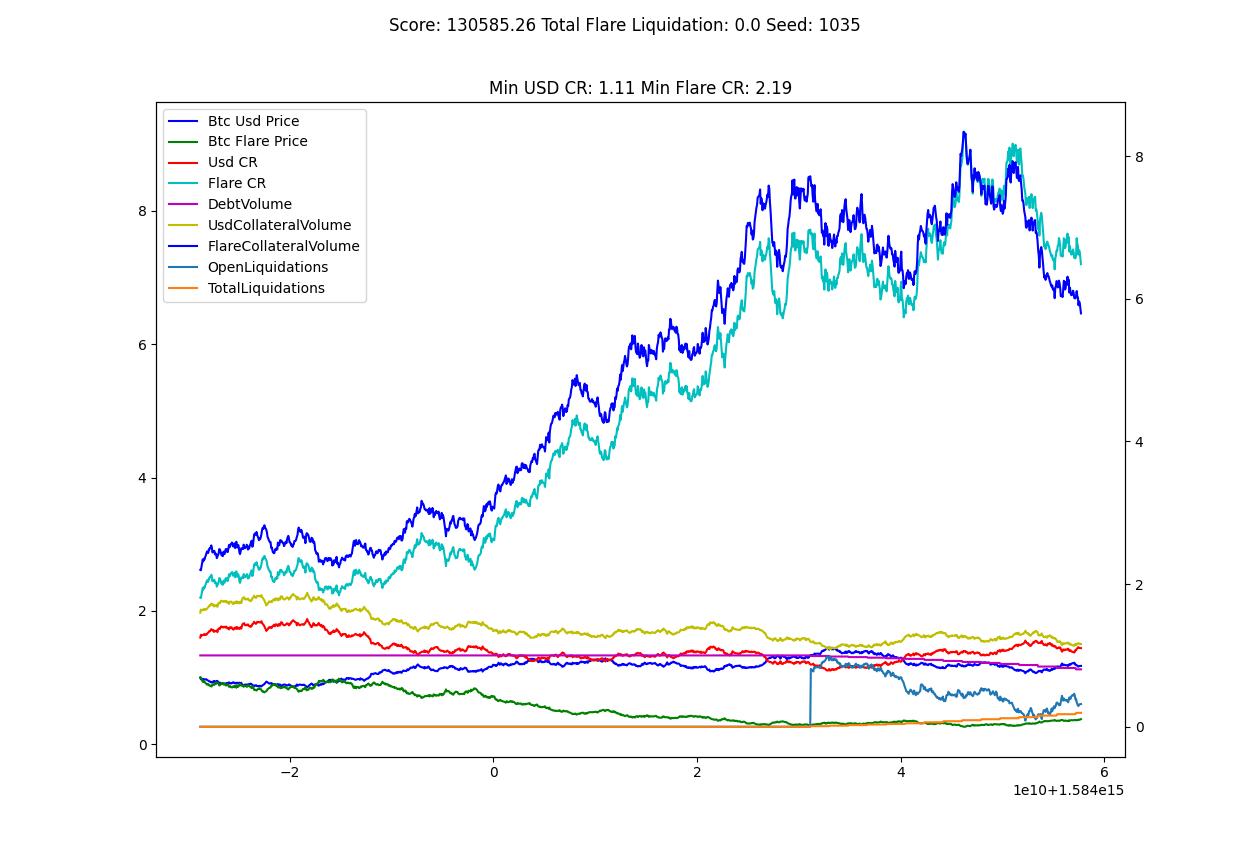 Score: 130585.26 Total Flare Liquidation: 0.0 Seed: 1035
Min USD CR: 1.11 Min Flare CR: 2.19
Btc Usd Price
Btc Flare Price
Usd CR
Flare CR
DebtVolume
UsdCollateralVolume
FlareCollateralVolume
OpenLiquidations
TotalLiquidations
8
6
4
2
0
8
6
4
2
0
−2
0
2
4
6
1e10+1.584e15